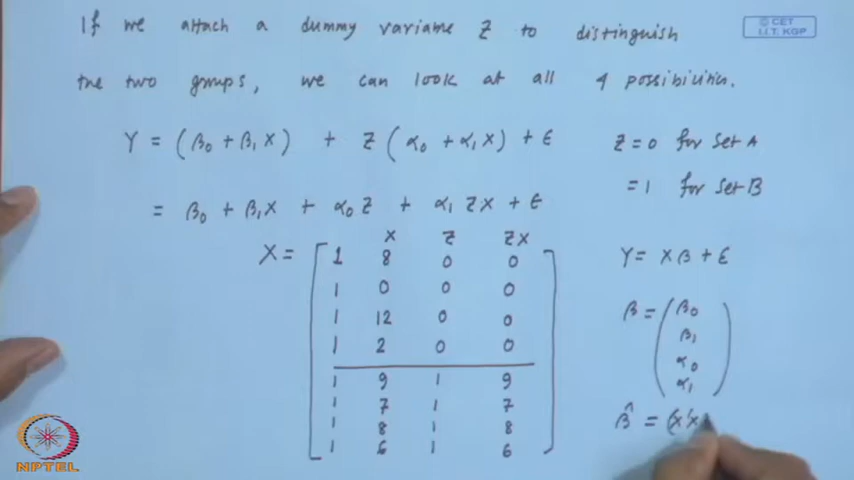 If we attach a dummy variable Z to distinguish
© CET
I.I.T. KGP
the two groups, we can look at all 4 possibilities.
Y = (β₀ + β₁X) + Z(α₀ + α₁X) + ε
Z=0 for Set A
= β₀ + β₁X + α₀Z + α₁ZX + ε
=1 for Set B
X Z ZX
X = [ 1 8 0 0
1 0 0 0
1 12 0 0
1 2 0 0
1 9 1 9
1 7 1 7
1 8 1 8
1 6 1 6 ]
Y = Xβ + ε
β = ( β₀
β₁
α₀
α₁ )
β̂ = (X'X
NPTEL